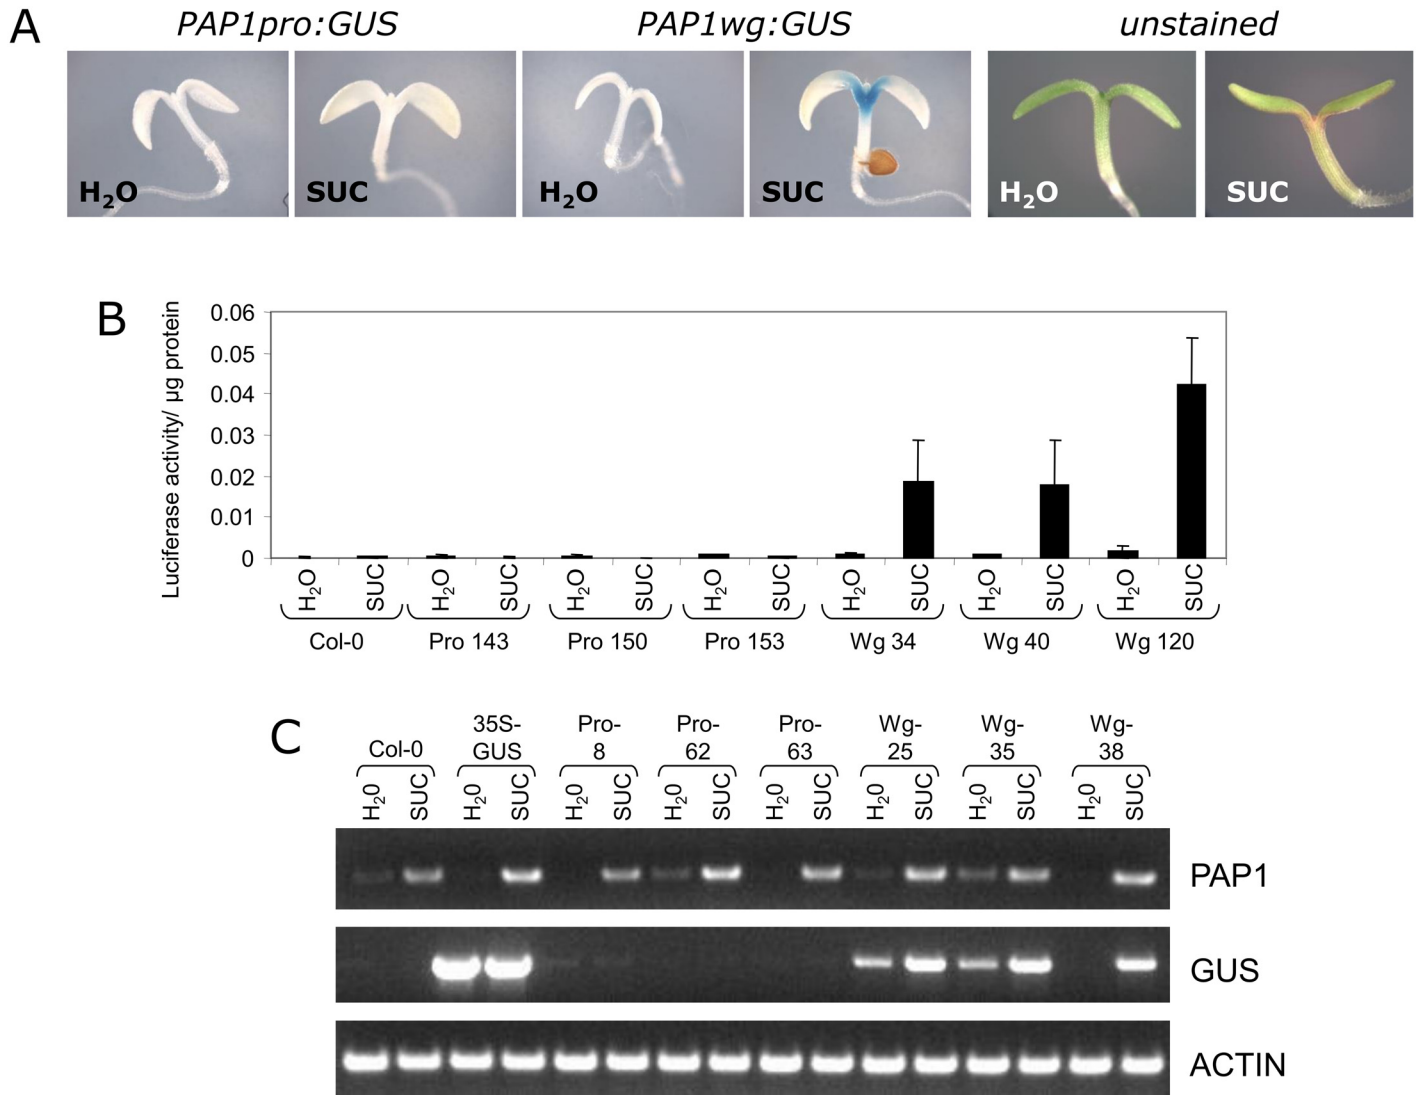 A
PAP1pro:GUS PAP1wg:GUS unstained
H₂O SUC H₂O SUC H₂O SUC
B
Luciferase activity/ µg protein
0.06
0.05
0.04
0.03
0.02
0.01
0
H₂O SUC H₂O SUC H₂O SUC H₂O SUC H₂O SUC H₂O SUC H₂O SUC
Col-0 Pro 143 Pro 150 Pro 153 Wg 34 Wg 40 Wg 120
C
Col-0 35S-GUS Pro-8 Pro-62 Pro-63 Wg-25 Wg-35 Wg-38
H₂0 SUC H₂0 SUC H₂0 SUC H₂0 SUC H₂0 SUC H₂0 SUC H₂0 SUC H₂0 SUC
PAP1
GUS
ACTIN